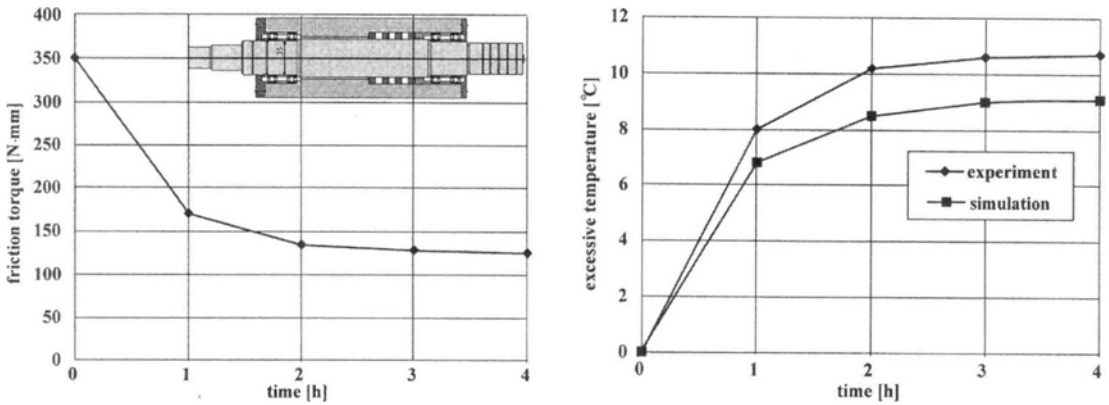 400
350
300
250
200
150
100
50
0
friction torque [N·mm]
35
0 1 2 3 4
time [h]
12
10
8
6
4
2
0
excessive temperature [°C]
experiment
simulation
0 1 2 3 4
time [h]